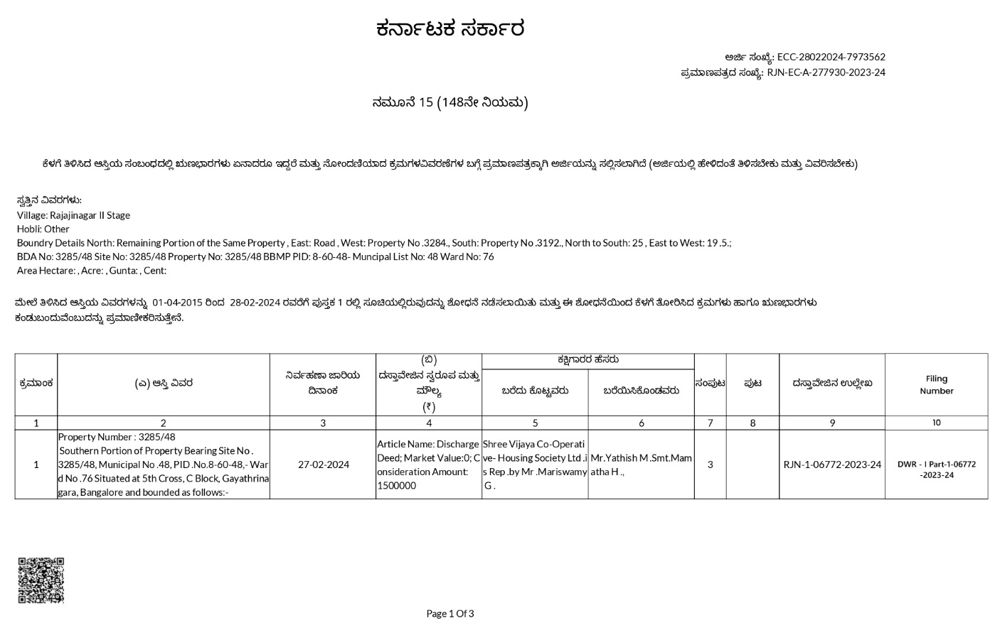 ಕರ್ನಾಟಕ ಸರ್ಕಾರ
ಅರ್ಜಿ ಸಂಖ್ಯೆ: ECC-28022024-7973562
ಪ್ರಮಾಣಪತ್ರದ ಸಂಖ್ಯೆ: RJN-EC-A-277930-2023-24
ನಮೂನೆ 15 (148ನೇ ನಿಯಮ)
ಕೆಳಗೆ ತಿಳಿಸಿದ ಆಸ್ತಿಯ ಸಂಬಂಧದಲ್ಲಿ ಋಣಭಾರಗಳು ಏನಾದರೂ ಇದ್ದರೆ ಮತ್ತು ನೋಂದಣಿಯಾದ ಕ್ರಮಗಳವಿವರಣೆಗಳ ಬಗ್ಗೆ ಪ್ರಮಾಣಪತ್ರಕ್ಕಾಗಿ ಅರ್ಜಿಯನ್ನು ಸಲ್ಲಿಸಲಾಗಿದೆ (ಅರ್ಜಿಯಲ್ಲಿ ಹೇಳಿದಂತೆ ತಿಳಿಸಬೇಕು ಮತ್ತು ವಿವರಿಸಬೇಕು)
ಸ್ವತ್ತಿನ ವಿವರಗಳು:
Village: Rajajinagar II Stage
Hobli: Other
Boundry Details North: Remaining Portion of the Same Property , East: Road , West: Property No .3284., South: Property No .3192., North to South: 25 , East to West: 19 .5.;
BDA No: 3285/48 Site No: 3285/48 Property No: 3285/48 BBMP PID: 8-60-48- Muncipal List No: 48 Ward No: 76
Area Hectare: , Acre: , Gunta: , Cent:
ಮೇಲೆ ತಿಳಿಸಿದ ಆಸ್ತಿಯ ವಿವರಗಳನ್ನು 01-04-2015 ರಿಂದ 28-02-2024 ರವರೆಗೆ ಪುಸ್ತಕ 1 ರಲ್ಲಿ ಸೂಚಿಯಲ್ಲಿರುವುದನ್ನು ಶೋಧನೆ ನಡೆಸಲಾಯಿತು ಮತ್ತು ಈ ಶೋಧನೆಯಿಂದ ಕೆಳಗೆ ತೋರಿಸಿದ ಕ್ರಮಗಳು ಹಾಗೂ ಋಣಭಾರಗಳು
ಕಂಡುಬಂದುವೆಂಬುದನ್ನು ಪ್ರಮಾಣೀಕರಿಸುತ್ತೇನೆ.
ಕ್ರಮಾಂಕ
(ಎ) ಆಸ್ತಿ ವಿವರ
ನಿರ್ವಹಣಾ ಜಾರಿಯ
ದಿನಾಂಕ
(ಬಿ)
ದಸ್ತಾವೇಜಿನ ಸ್ವರೂಪ ಮತ್ತು
ಮೌಲ್ಯ
(₹)
ಕಕ್ಷಿಗಾರರ ಹೆಸರು
ಬರೆದು ಕೊಟ್ಟವರು
ಬರೆಯಿಸಿಕೊಂಡವರು
ಸಂಪುಟ
ಪುಟ
ದಸ್ತಾವೇಜಿನ ಉಲ್ಲೇಖ
Filing
Number
1 2 3 4 5 6 7 8 9 10
1
Property Number : 3285/48
Southern Portion of Property Bearing Site No .
3285/48, Municipal No .48, PID .No.8-60-48,- War
d No .76 Situated at 5th Cross, C Block, Gayathrina
gara, Bangalore and bounded as follows:-
27-02-2024
Article Name: Discharge
Deed; Market Value:0; C
onsideration Amount:
1500000
Shree Vijaya Co-Operati
ve- Housing Society Ltd .i
s Rep .by Mr .Mariswamy
G .
Mr.Yathish M .Smt.Mam
atha H .,
3
RJN-1-06772-2023-24
DWR - I Part-1-06772
-2023-24
Page 1 Of 3